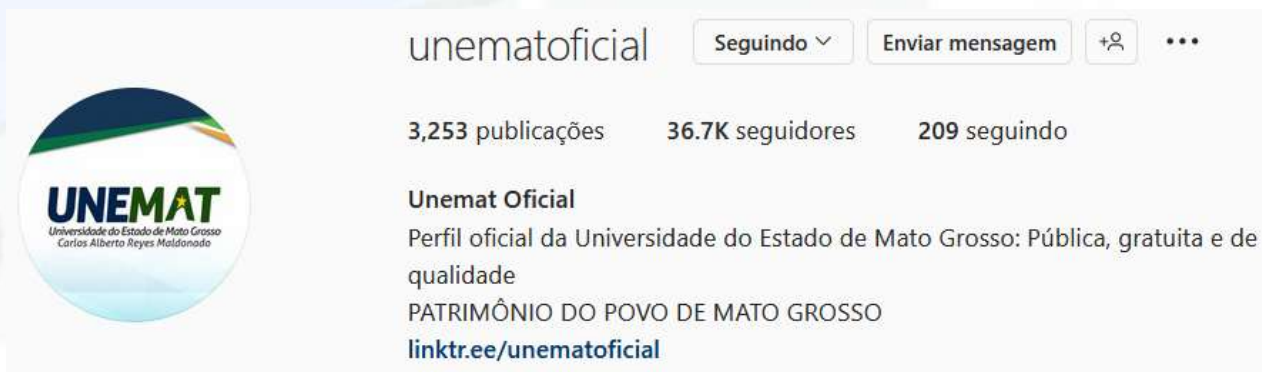 unematoficial Seguindo Enviar mensagem
3,253 publicações 36.7K seguidores 209 seguindo
UNEMAT
Universidade do Estado de Mato Grosso
Carlos Alberto Reyes Maldonado
Unemat Oficial
Perfil oficial da Universidade do Estado de Mato Grosso: Pública, gratuita e de
qualidade
PATRIMÔNIO DO POVO DE MATO GROSSO
linktr.ee/unematoficial